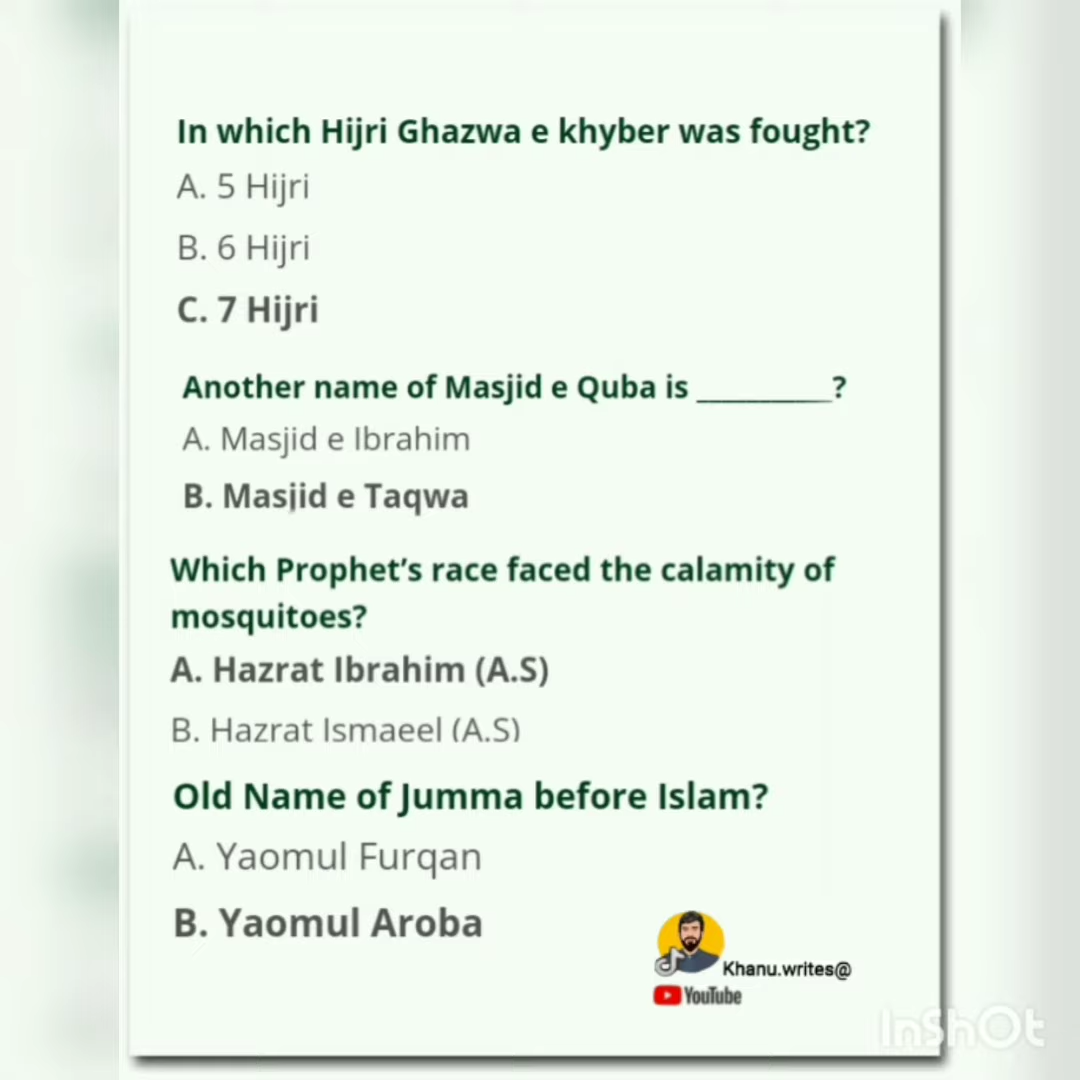 In which Hijri Ghazwa e khyber was fought?
A. 5 Hijri
B. 6 Hijri
C. 7 Hijri
Another name of Masjid e Quba is __________?
A. Masjid e Ibrahim
B. Masjid e Taqwa
Which Prophet's race faced the calamity of
mosquitoes?
A. Hazrat Ibrahim (A.S)
B. Hazrat Ismaeel (A.S)
Old Name of Jumma before Islam?
A. Yaomul Furqan
B. Yaomul Aroba
Khanu.writes@
YouTube
InShOt